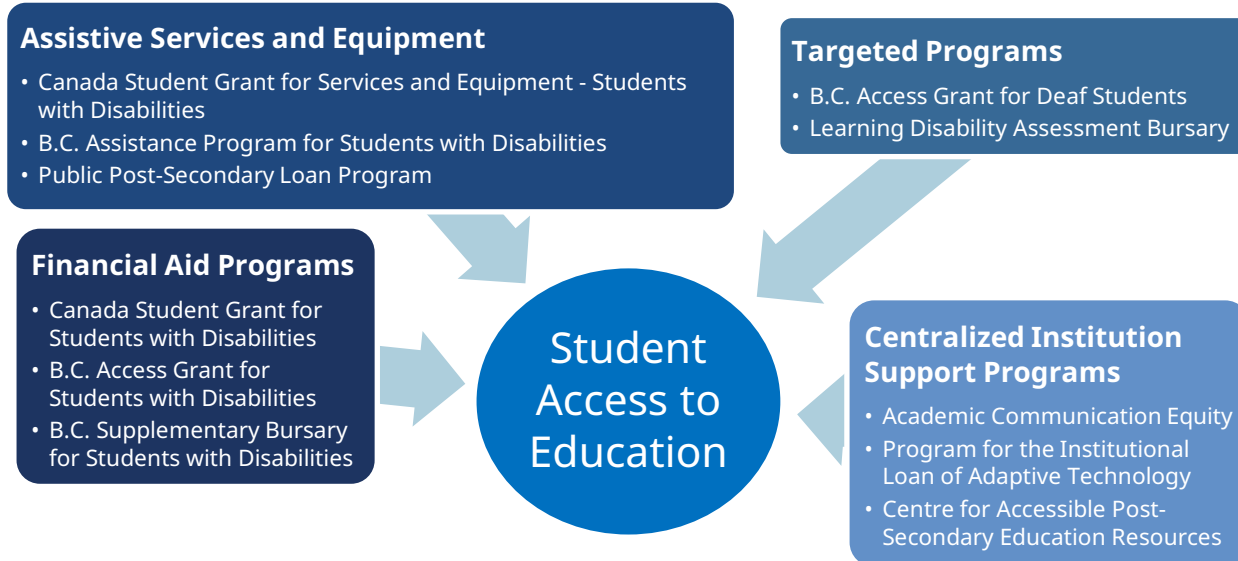 Assistive Services and Equipment
• Canada Student Grant for Services and Equipment - Students
with Disabilities
• B.C. Assistance Program for Students with Disabilities
• Public Post-Secondary Loan Program
Targeted Programs
• B.C. Access Grant for Deaf Students
• Learning Disability Assessment Bursary
Financial Aid Programs
• Canada Student Grant for
Students with Disabilities
• B.C. Access Grant for
Students with Disabilities
• B.C. Supplementary Bursary
for Students with Disabilities
Student
Access to
Education
Centralized Institution
Support Programs
• Academic Communication Equity
• Program for the Institutional
Loan of Adaptive Technology
• Centre for Accessible Post-
Secondary Education Resources